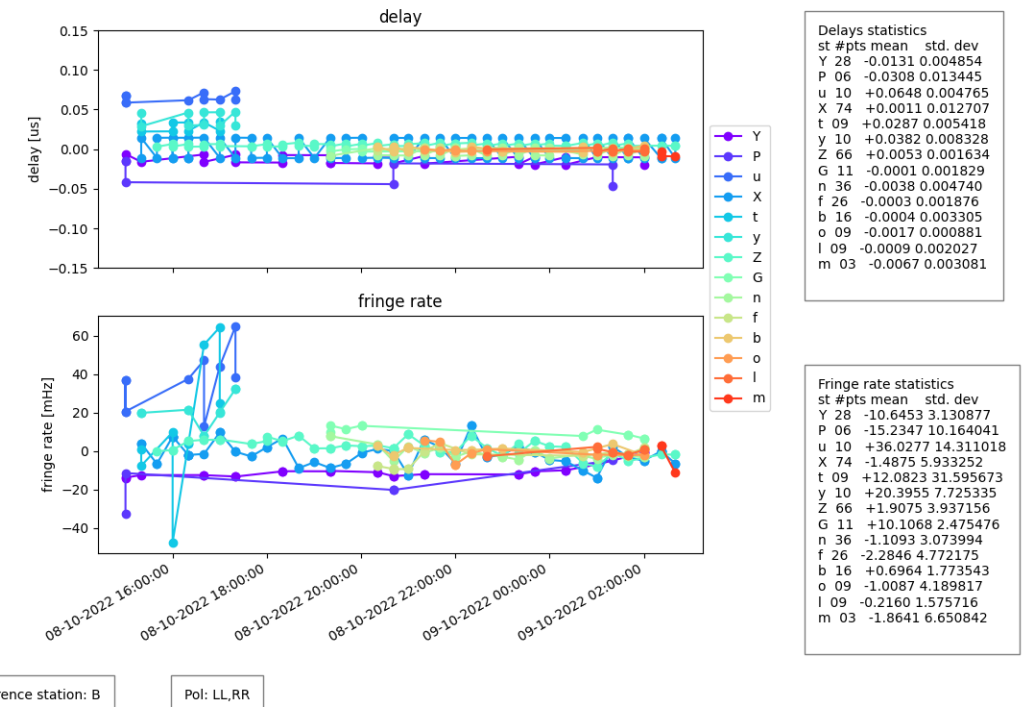 delay
0.15
0.10
0.05
0.00
−0.05
−0.10
−0.15
delay [us]
fringe rate
60
40
20
0
−20
−40
fringe rate [mHz]
08-10-2022 16:00:00
08-10-2022 18:00:00
08-10-2022 20:00:00
08-10-2022 22:00:00
09-10-2022 00:00:00
09-10-2022 02:00:00
Y
P
u
X
t
y
Z
G
n
f
b
o
l
m
Delays statistics
st #pts mean std. dev
Y 28 -0.0131 0.004854
P 06 -0.0308 0.013445
u 10 +0.0648 0.004765
X 74 +0.0011 0.012707
t 09 +0.0287 0.005418
y 10 +0.0382 0.008328
Z 66 +0.0053 0.001634
G 11 -0.0001 0.001829
n 36 -0.0038 0.004740
f 26 -0.0003 0.001876
b 16 -0.0004 0.003305
o 09 -0.0017 0.000881
l 09 -0.0009 0.002027
m 03 -0.0067 0.003081
Fringe rate statistics
st #pts mean std. dev
Y 28 -10.6453 3.130877
P 06 -15.2347 10.164041
u 10 +36.0277 14.311018
X 74 -1.4875 5.933252
t 09 +12.0823 31.595673
y 10 +20.3955 7.725335
Z 66 +1.9075 3.937156
G 11 +10.1068 2.475476
n 36 -1.1093 3.073994
f 26 -2.2846 4.772175
b 16 +0.6964 1.773543
o 09 -1.0087 4.189817
l 09 -0.2160 1.575716
m 03 -1.8641 6.650842
rence station: B
Pol: LL,RR